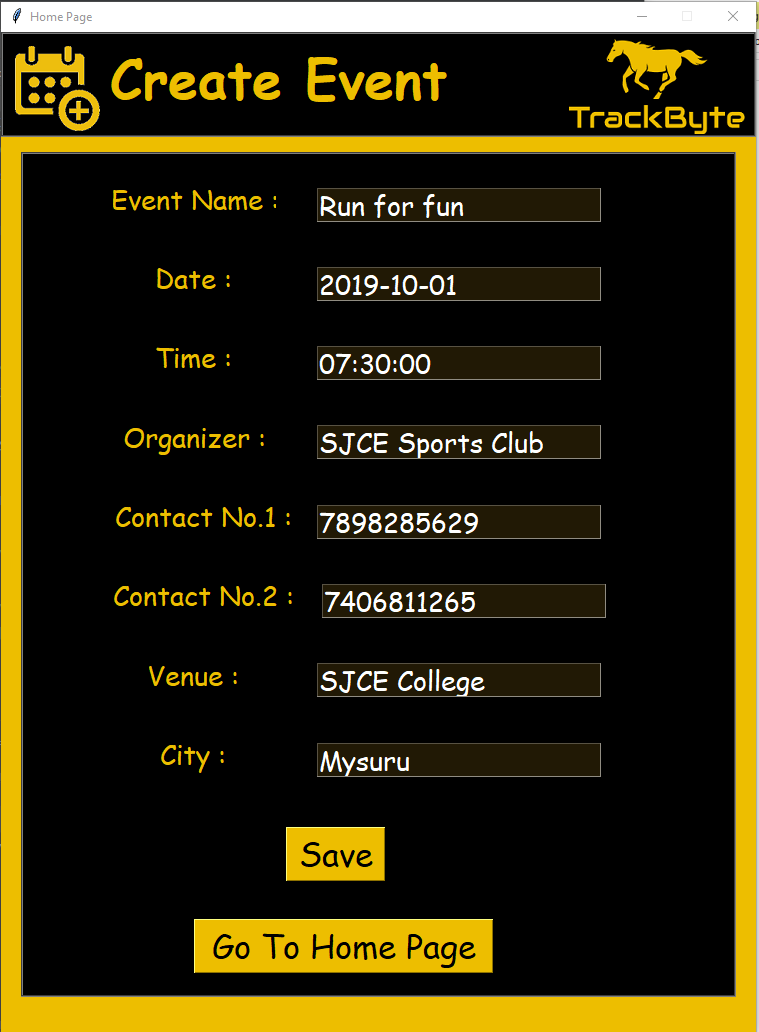 Home Page
Create Event
TrackByte
Event Name : Run for fun
Date : 2019-10-01
Time : 07:30:00
Organizer : SJCE Sports Club
Contact No.1 : 7898285629
Contact No.2 : 7406811265
Venue : SJCE College
City : Mysuru
Save
Go To Home Page